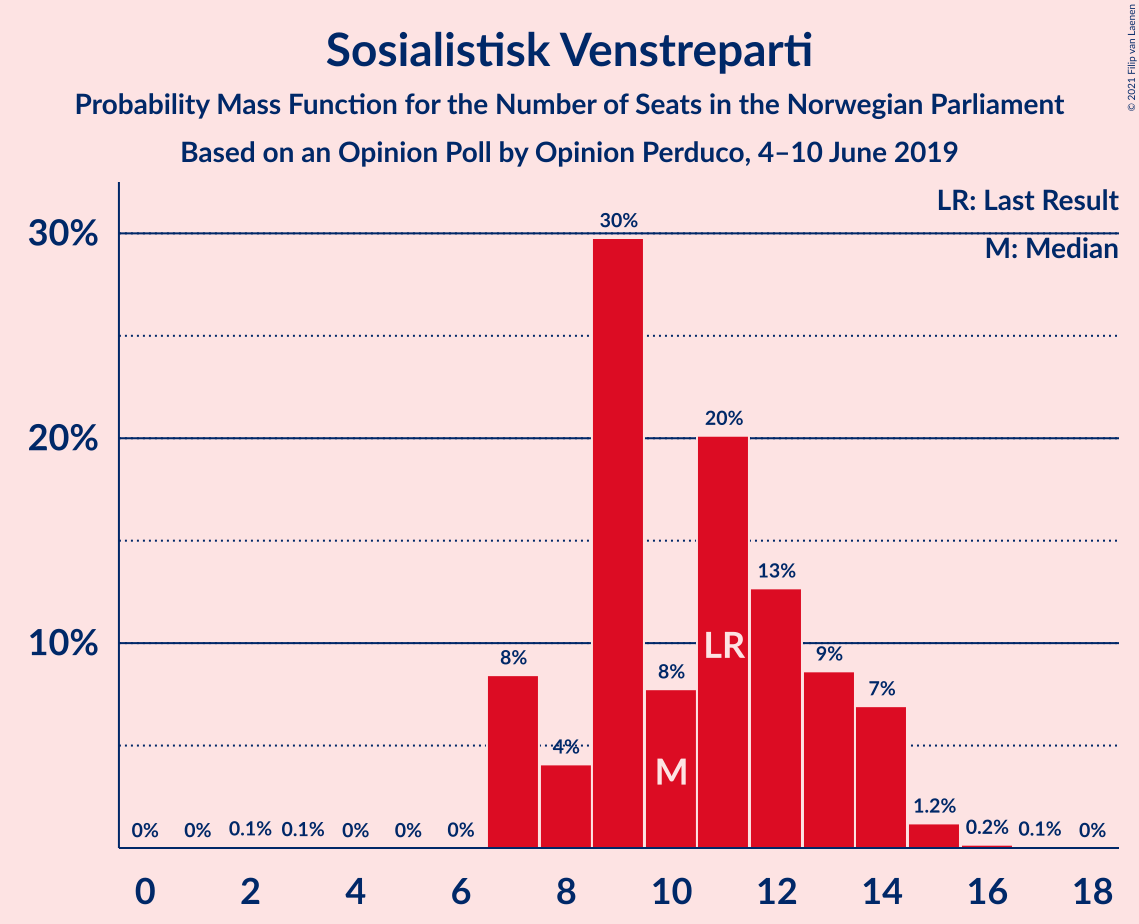 Sosialistisk Venstreparti
Probability Mass Function for the Number of Seats in the Norwegian Parliament
Based on an Opinion Poll by Opinion Perduco, 4–10 June 2019
© 2021 Filip van Laenen
LR: Last Result
M: Median
30%
20%
10%
0% 0% 0.1% 0.1% 0% 0% 0% 8% 4% 30% 8% 20% 13% 9% 7% 1.2% 0.2% 0.1% 0%
LR
M
0 2 4 6 8 10 12 14 16 18